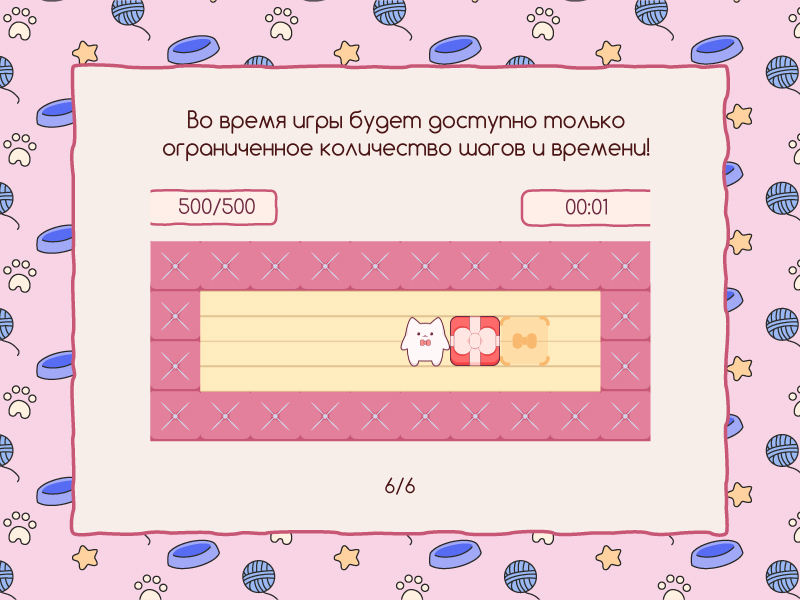 Во время игры будет доступно только
ограниченное количество шагов и времени!
500/500
00:01
6/6